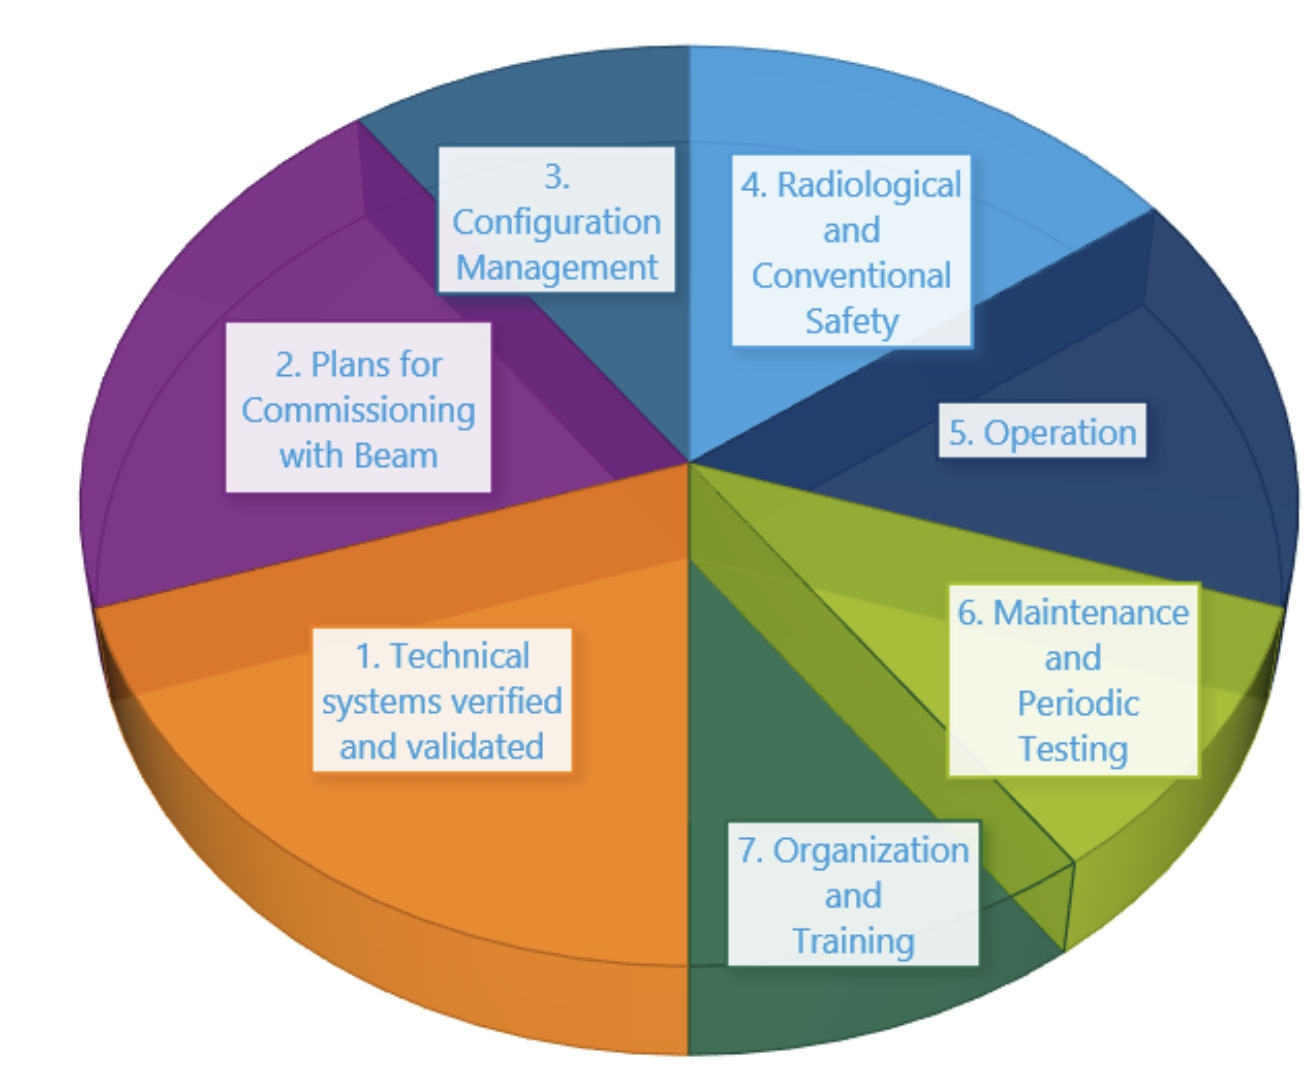 3.
Configuration
Management
4. Radiological
and
Conventional
Safety
2. Plans for
Commissioning
with Beam
5. Operation
1. Technical
systems verified
and validated
6. Maintenance
and
Periodic
Testing
7. Organization
and
Training